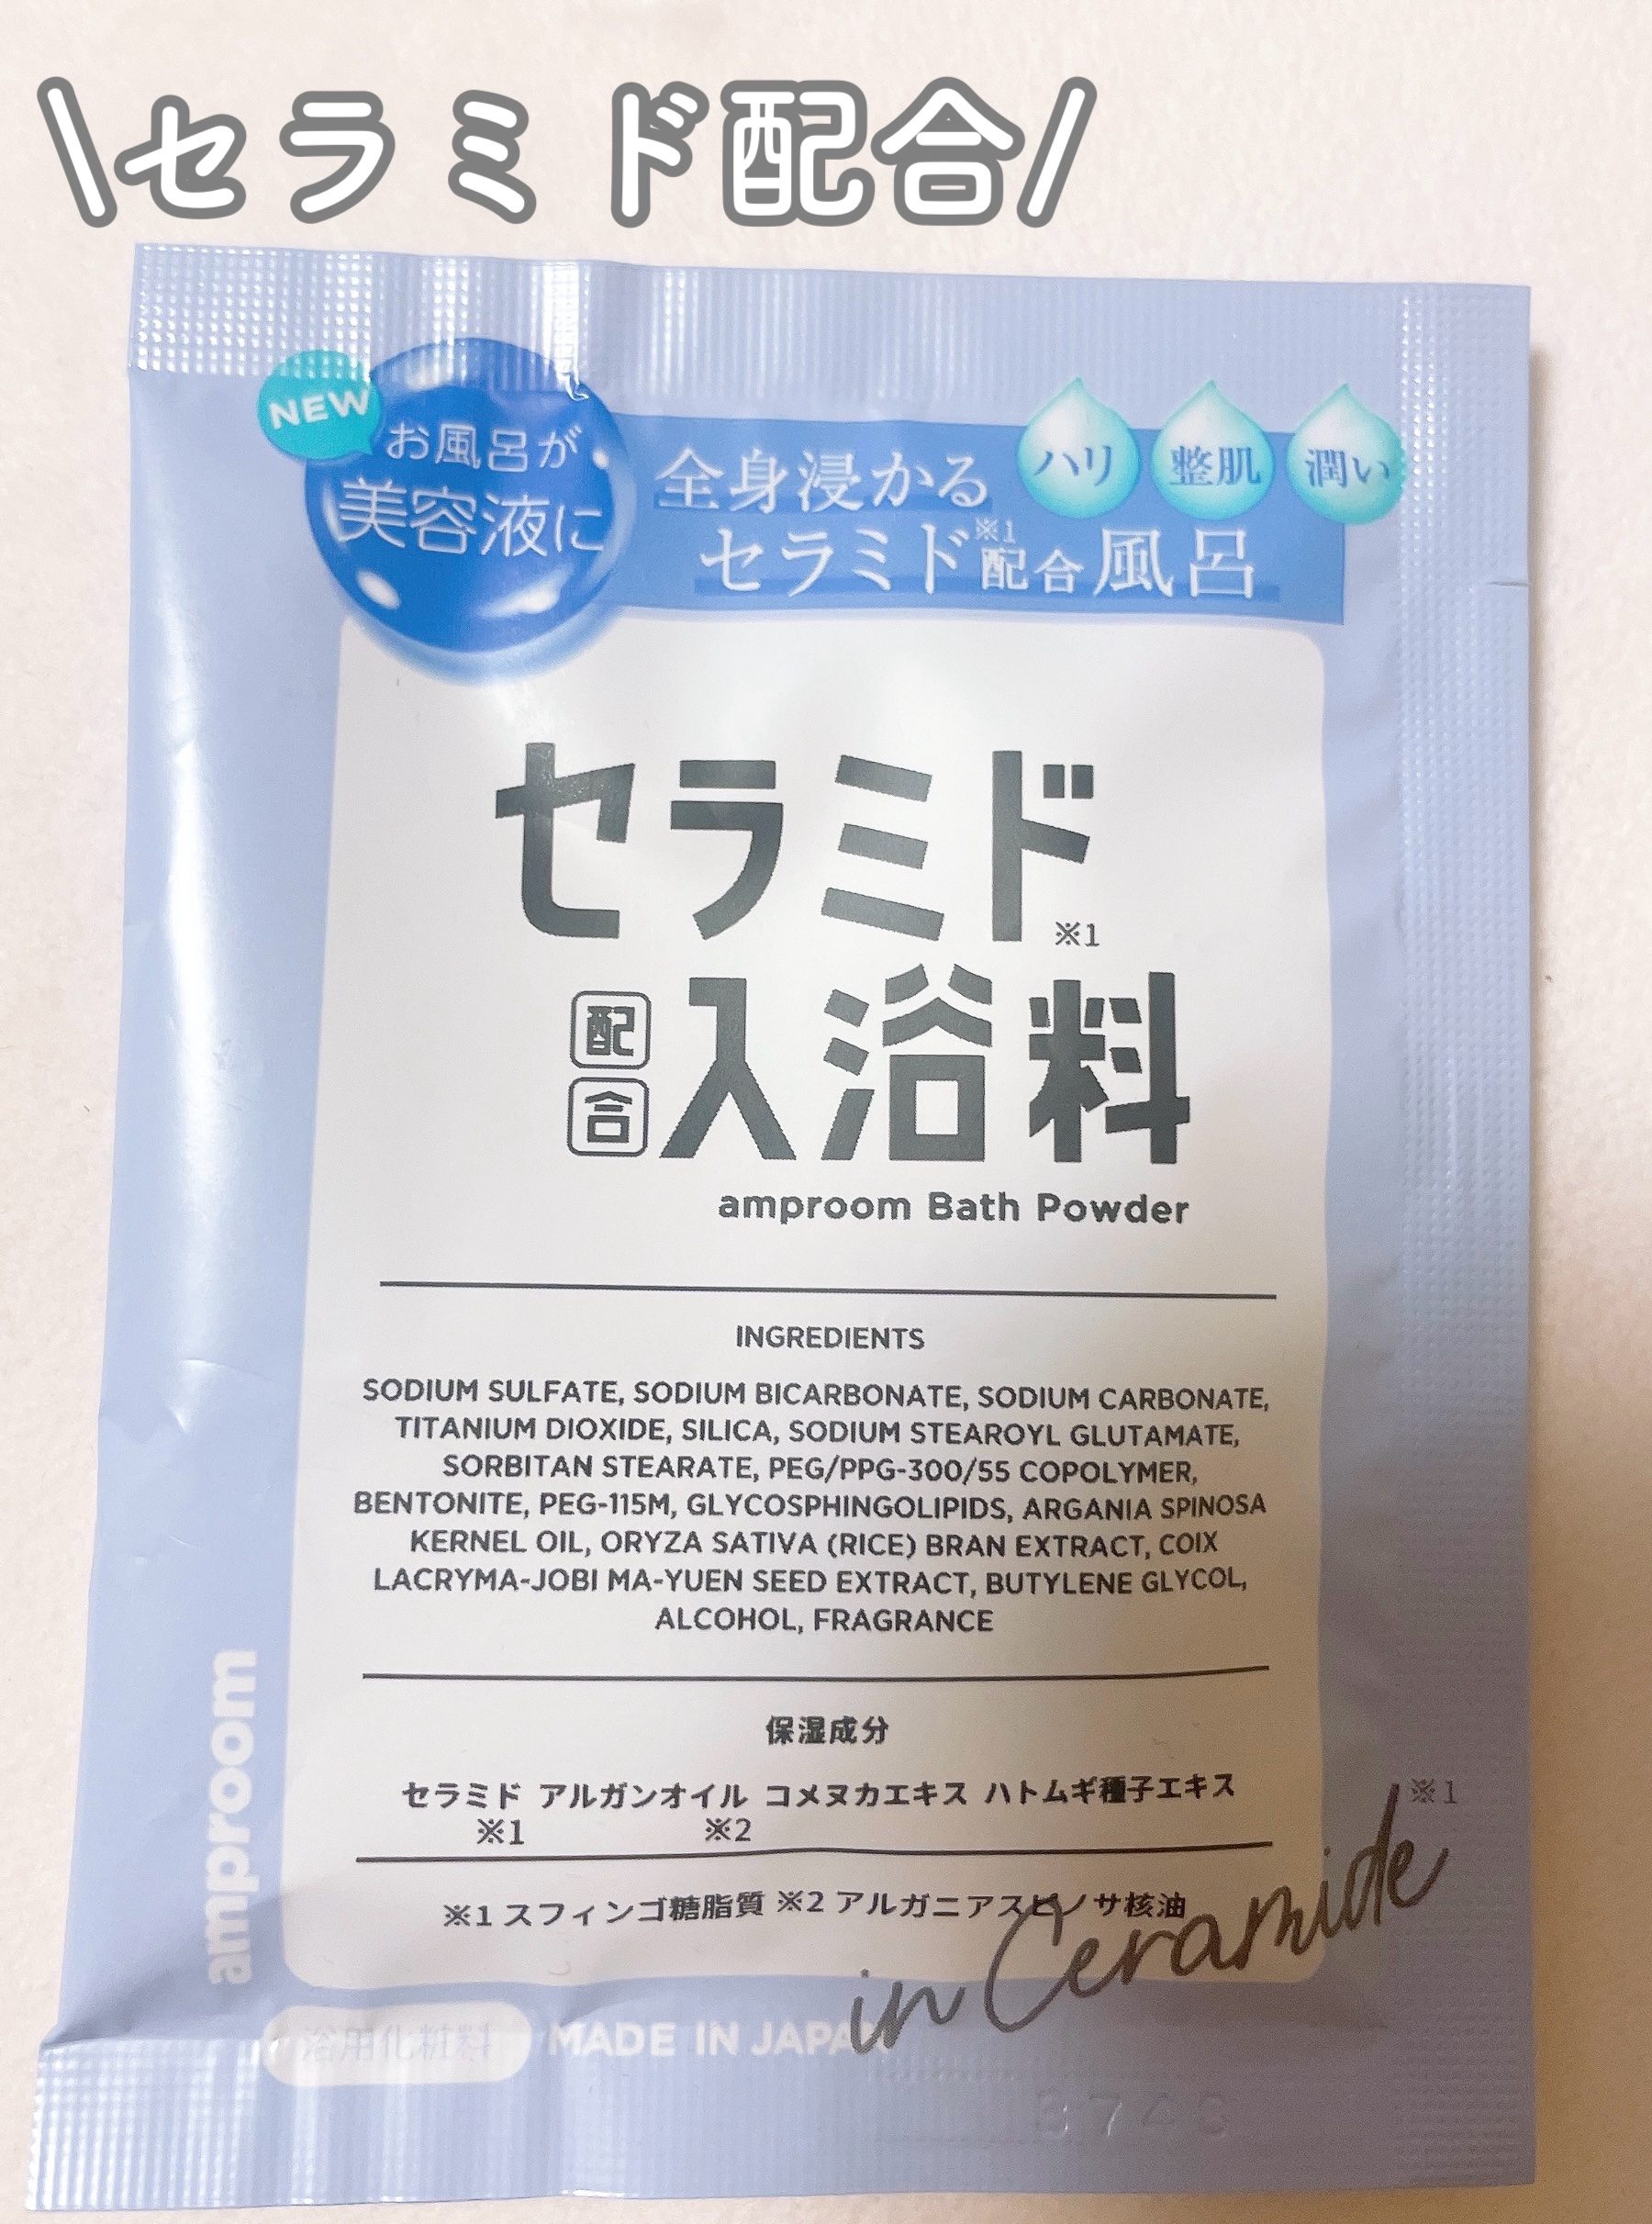 \セラミド配合/
NEW
お風呂が
美容液に
全身浸かる
セラミド※1配合風呂
ハリ
整肌
潤い
セラミド※1
配合入浴料
amproom Bath Powder
INGREDIENTS
SODIUM SULFATE, SODIUM BICARBONATE, SODIUM CARBONATE,
TITANIUM DIOXIDE, SILICA, SODIUM STEAROYL GLUTAMATE,
SORBITAN STEARATE, PEG/PPG-300/55 COPOLYMER,
BENTONITE, PEG-115M, GLYCOSPHINGOLIPIDS, ARGANIA SPINOSA
KERNEL OIL, ORYZA SATIVA (RICE) BRAN EXTRACT, COIX
LACRYMA-JOBI MA-YUEN SEED EXTRACT, BUTYLENE GLYCOL,
ALCOHOL, FRAGRANCE
保湿成分
セラミド アルガンオイル コメヌカエキス ハトムギ種子エキス
※1 ※2
※1 スフィンゴ糖脂質 ※2 アルガニアスピノサ核油
in Ceramide ※1
amproom
浴用化粧料
MADE IN JAPAN